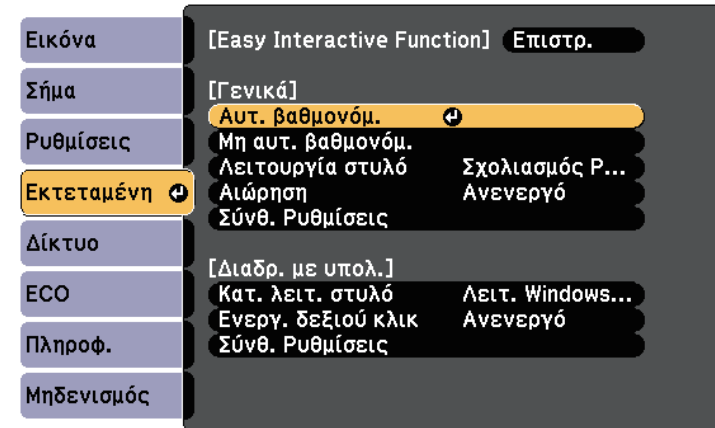 Εικόνα
Σήμα
Ρυθμίσεις
Εκτεταμένη
Δίκτυο
ECO
Πληροφ.
Μηδενισμός
[Easy Interactive Function] Επιστρ.
[Γενικά]
Αυτ. βαθμονόμ.
Μη αυτ. βαθμονόμ.
Λειτουργία στυλό Σχολιασμός P...
Αιώρηση Ανενεργό
Σύνθ. Ρυθμίσεις
[Διαδρ. με υπολ.]
Κατ. λειτ. στυλό Λειτ. Windows...
Ενεργ. δεξιού κλικ Ανενεργό
Σύνθ. Ρυθμίσεις